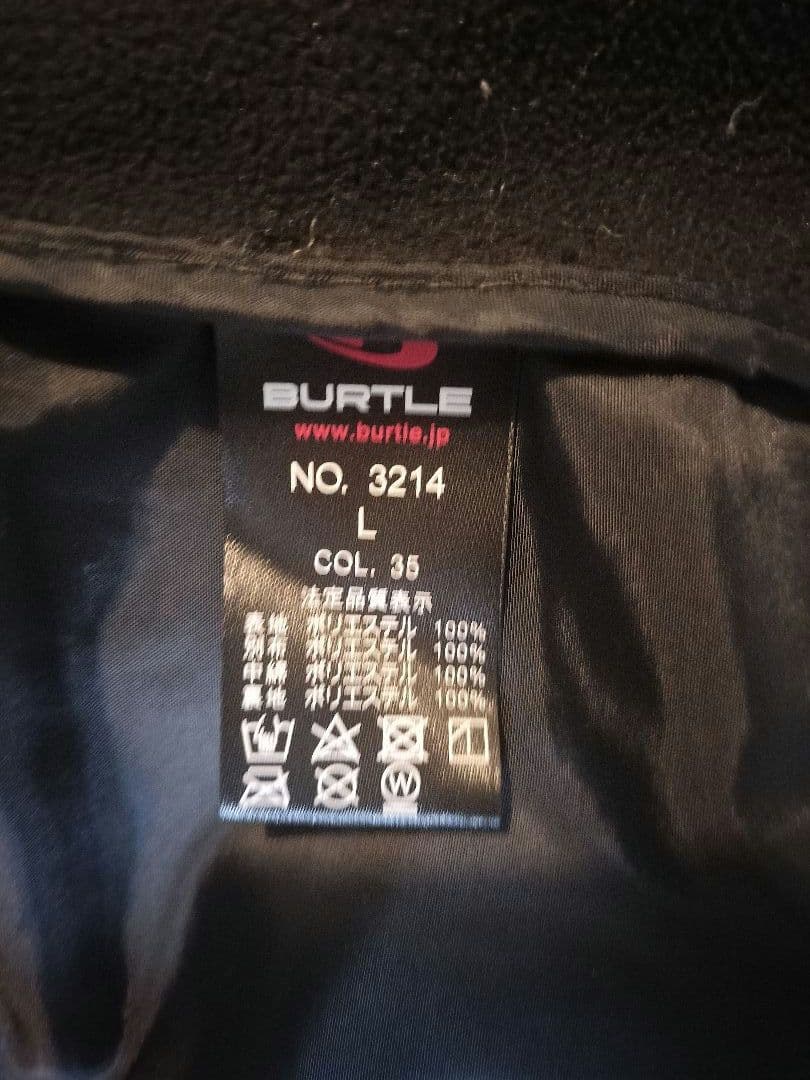 BURTLE
www.burtle.jp
NO. 3214
L
COL. 35
法定品質表示
表地 ポリエステル 100%
別布 ポリエステル 100%
中綿 ポリエステル 100%
裏地 ポリエステル 100%
W